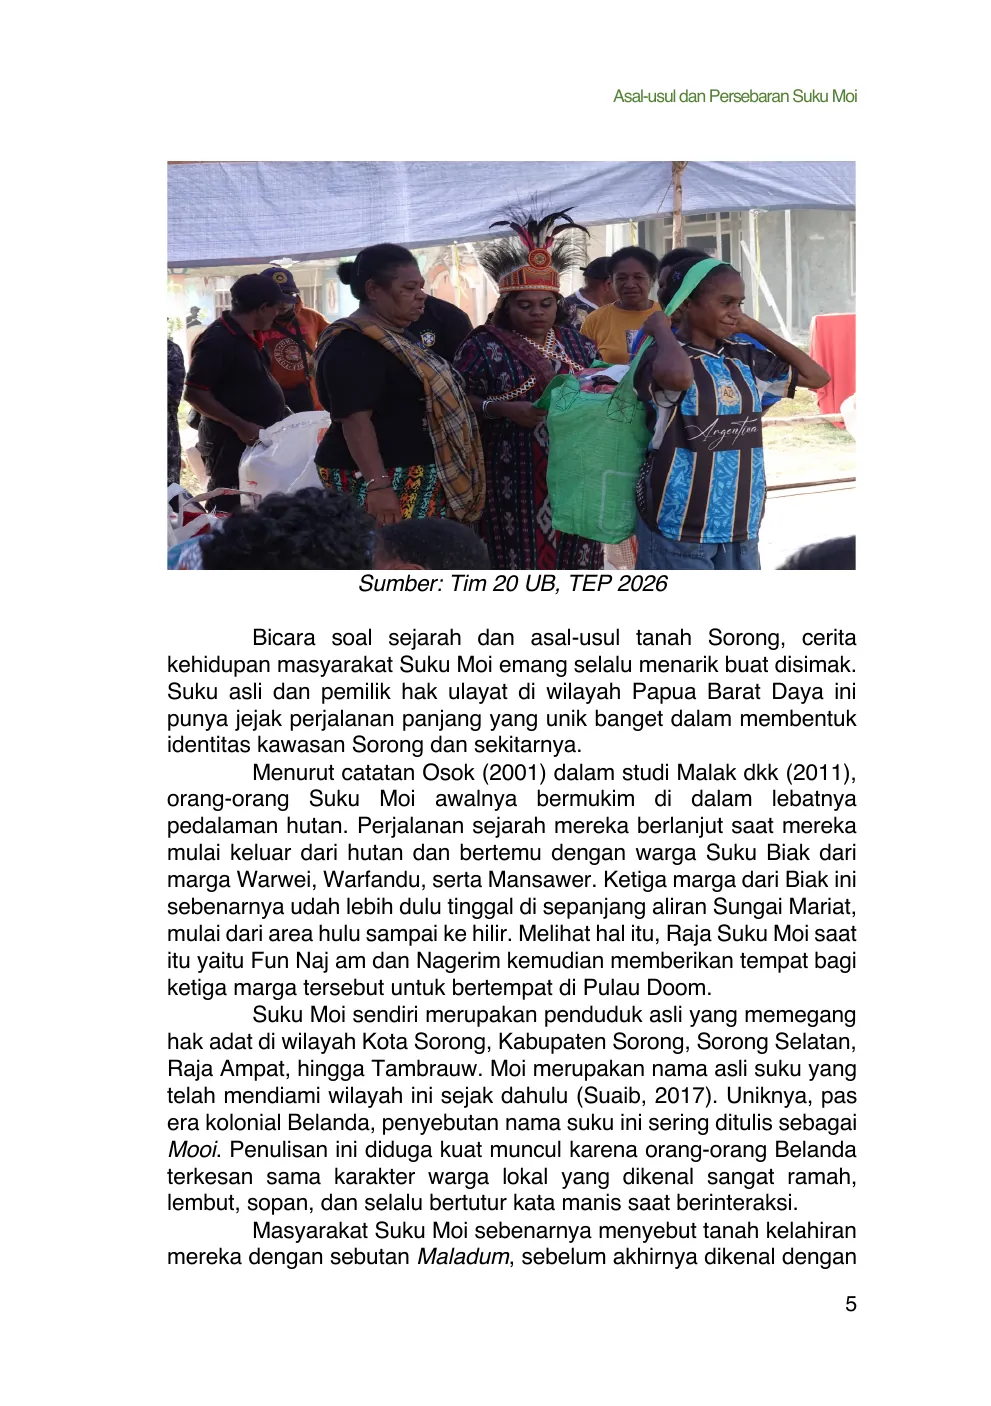 Asal-usul dan Persebaran Suku Moi
Argentina
Sumber: Tim 20 UB, TEP 2026
Bicara soal sejarah dan asal-usul tanah Sorong, cerita
kehidupan masyarakat Suku Moi emang selalu menarik buat disimak.
Suku asli dan pemilik hak ulayat di wilayah Papua Barat Daya ini
punya jejak perjalanan panjang yang unik banget dalam membentuk
identitas kawasan Sorong dan sekitarnya.
Menurut catatan Osok (2001) dalam studi Malak dkk (2011),
orang-orang Suku Moi awalnya bermukim di dalam lebatnya
pedalaman hutan. Perjalanan sejarah mereka berlanjut saat mereka
mulai keluar dari hutan dan bertemu dengan warga Suku Biak dari
marga Warwei, Warfandu, serta Mansawer. Ketiga marga dari Biak ini
sebenarnya udah lebih dulu tinggal di sepanjang aliran Sungai Mariat,
mulai dari area hulu sampai ke hilir. Melihat hal itu, Raja Suku Moi saat
itu yaitu Fun Naj am dan Nagerim kemudian memberikan tempat bagi
ketiga marga tersebut untuk bertempat di Pulau Doom.
Suku Moi sendiri merupakan penduduk asli yang memegang
hak adat di wilayah Kota Sorong, Kabupaten Sorong, Sorong Selatan,
Raja Ampat, hingga Tambrauw. Moi merupakan nama asli suku yang
telah mendiami wilayah ini sejak dahulu (Suaib, 2017). Uniknya, pas
era kolonial Belanda, penyebutan nama suku ini sering ditulis sebagai
Mooi. Penulisan ini diduga kuat muncul karena orang-orang Belanda
terkesan sama karakter warga lokal yang dikenal sangat ramah,
lembut, sopan, dan selalu bertutur kata manis saat berinteraksi.
Masyarakat Suku Moi sebenarnya menyebut tanah kelahiran
mereka dengan sebutan Maladum, sebelum akhirnya dikenal dengan
5